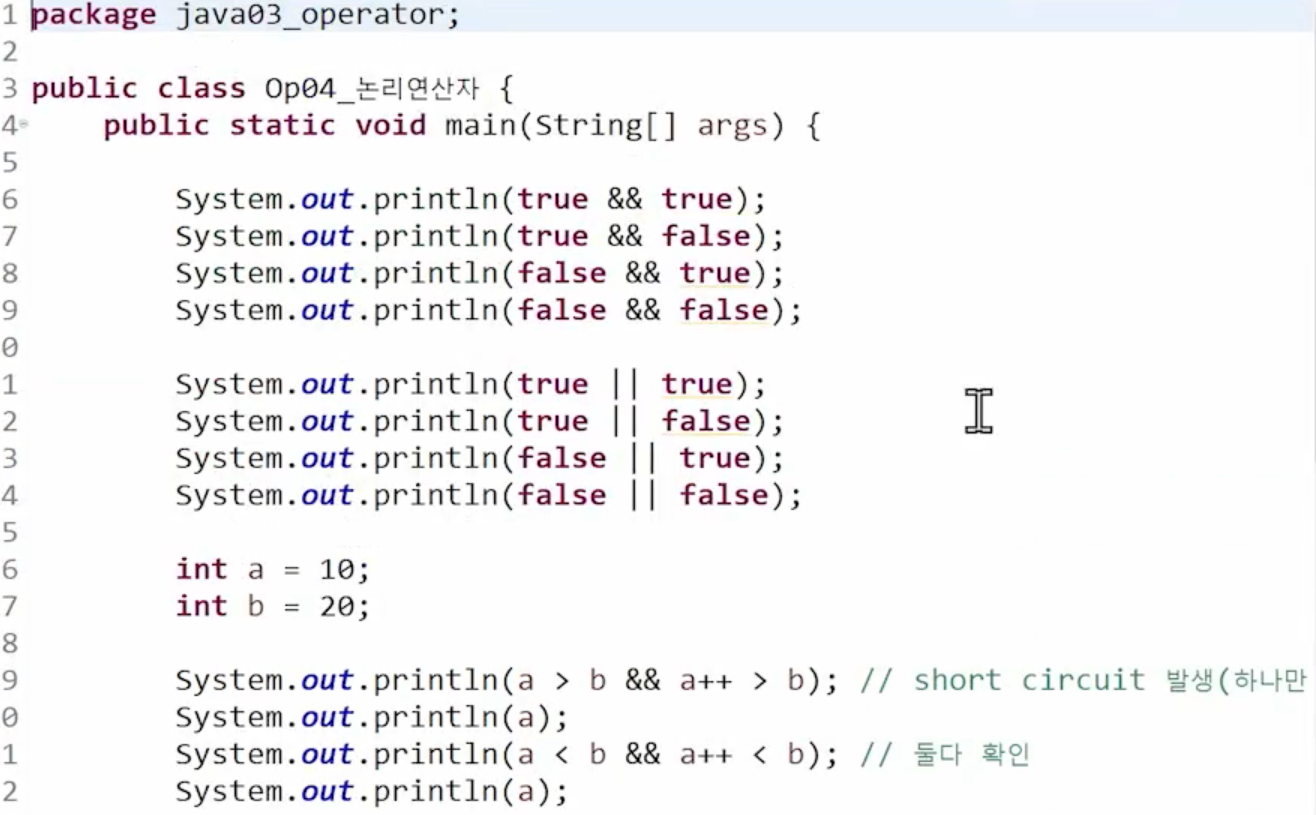 1 package java03_operator;
2
3 public class Op04_논리연산자 {
4 public static void main(String[] args) {
5
6 System.out.println(true && true);
7 System.out.println(true && false);
8 System.out.println(false && true);
9 System.out.println(false && false);
0
1 System.out.println(true || true);
2 System.out.println(true || false);
3 System.out.println(false || true);
4 System.out.println(false || false);
5
6 int a = 10;
7 int b = 20;
8
9 System.out.println(a > b && a++ > b); // short circuit 발생(하나만
0 System.out.println(a);
1 System.out.println(a < b && a++ < b); // 둘다 확인
2 System.out.println(a);